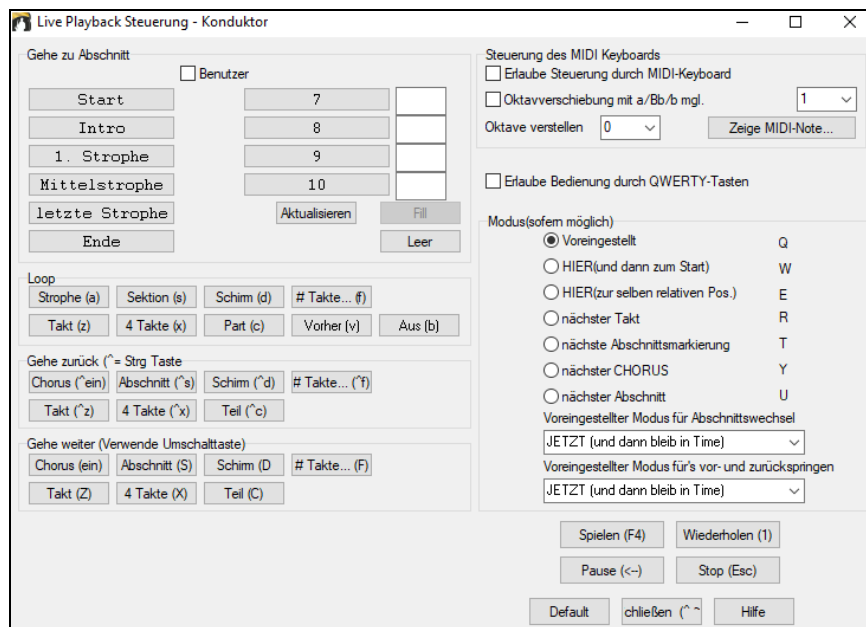 Live Playback Steuerung - Konduktor
Gehe zu Abschnitt
Benutzer
Start
7
Intro
8
1. Strophe
9
Mittelstrophe
10
letzte Strophe
Aktualisieren
Fill
Ende
Leer
Loop
Strophe (a)
Sektion (s)
Schirm (d)
# Takte... (f)
Takt (z)
4 Takte (x)
Part (c)
Vorher (v)
Aus (b)
Gehe zurück (^= Strg Taste
Chorus (^ein)
Abschnitt (^s)
Schirm (^d)
# Takte... (^f)
Takt (^z)
4 Takte (^x)
Teil (^c)
Gehe weiter (Verwende Umschalttaste)
Chorus (ein)
Abschnitt (S)
Schirm (D
# Takte... (F)
Takt (Z)
4 Takte (X)
Teil (C)
Steuerung des MIDI Keyboards
Erlaube Steuerung durch MIDI-Keyboard
Oktavverschiebung mit a/Bb/b mgl.
1
Oktave verstellen
0
Zeige MIDI-Note...
Erlaube Bedienung durch QWERTY-Tasten
Modus(sofern möglich)
Voreingestellt
Q
HIER(und dann zum Start)
W
HIER(zur selben relativen Pos.)
E
nächster Takt
R
nächste Abschnittsmarkierung
T
nächster CHORUS
Y
nächster Abschnitt
U
Voreingestellter Modus für Abschnittswechsel
JETZT (und dann bleib in Time)
Voreingestellter Modus für's vor- und zurückspringen
JETZT (und dann bleib in Time)
Spielen (F4)
Wiederholen (1)
Pause (<--)
Stop (Esc)
Default
chließen (^ ~
Hilfe